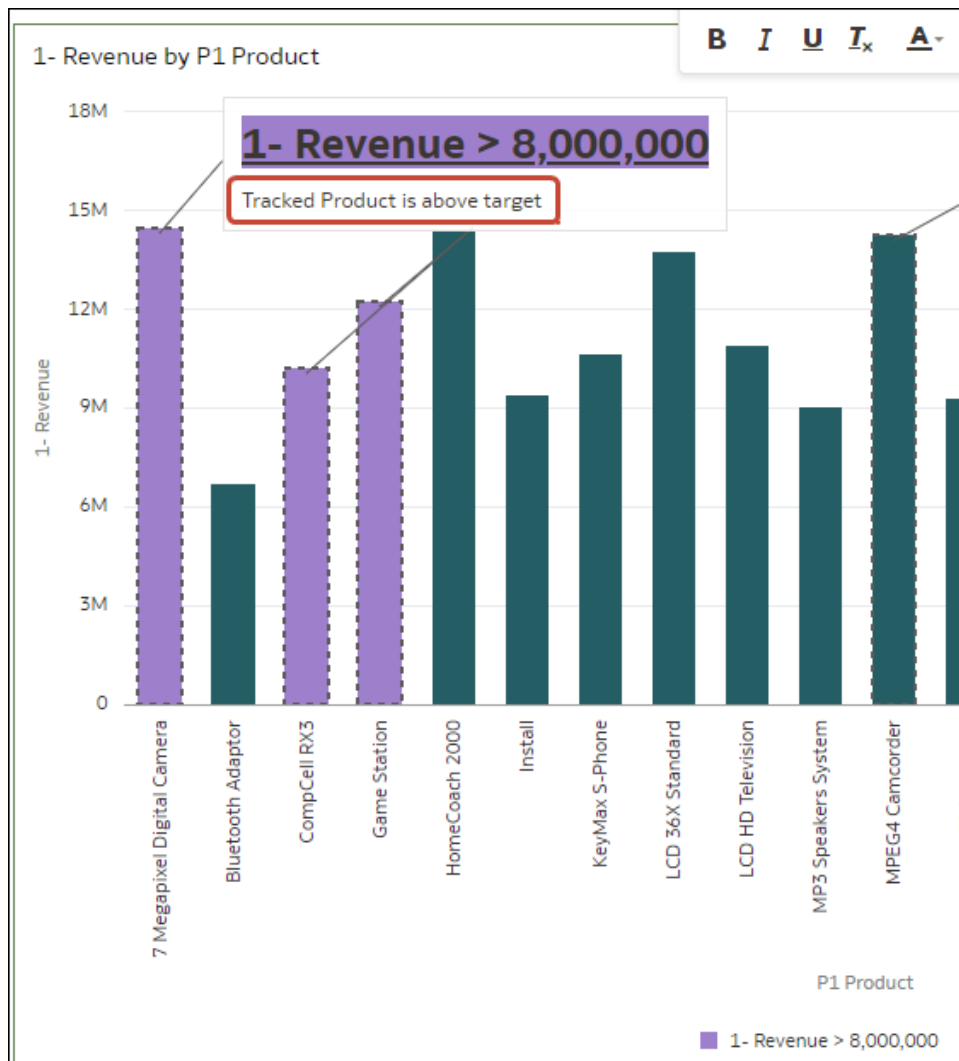 B I U Tx A
1- Revenue by P1 Product
1- Revenue > 8,000,000
Tracked Product is above target
18M
15M
12M
9M
6M
3M
0
1- Revenue
7 Megapixel Digital Camera
Bluetooth Adaptor
CompCell RX3
Game Station
HomeCoach 2000
Install
KeyMax S-Phone
LCD 36X Standard
LCD HD Television
MP3 Speakers System
MPEG4 Camcorder
P1 Product
1- Revenue > 8,000,000